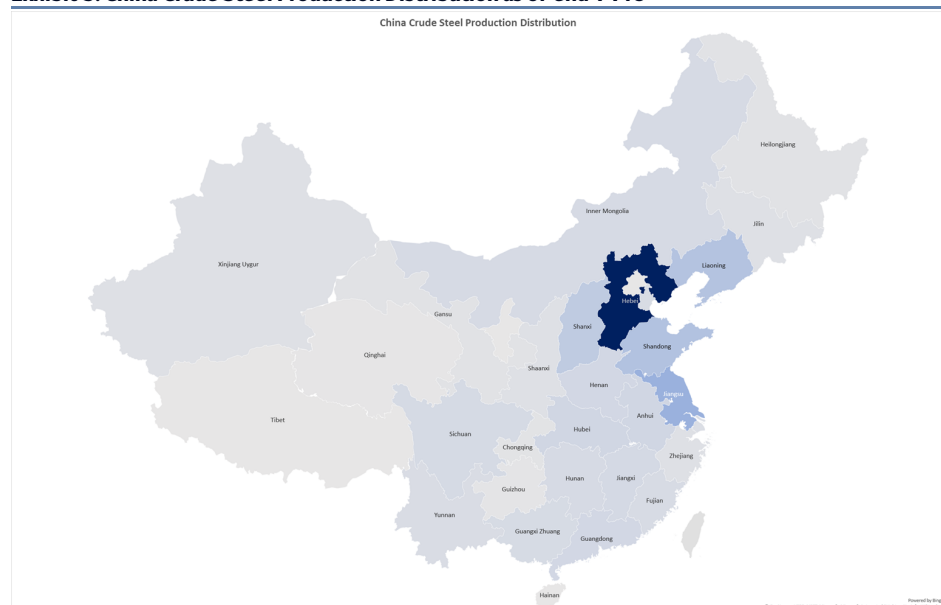 China Crude Steel Production Distribution
Heilongjiang
Jilin
Inner Mongolia
Liaoning
Xinjiang Uygur
Hebei
Gansu
Shanxi
Shandong
Qinghai
Shaanxi
Henan
Jiangsu
Anhui
Tibet
Hubei
Sichuan
Chongqing
Zhejiang
Hunan
Jiangxi
Guizhou
Fujian
Yunnan
Guangxi Zhuang
Guangdong
Hainan
Powered by Bing